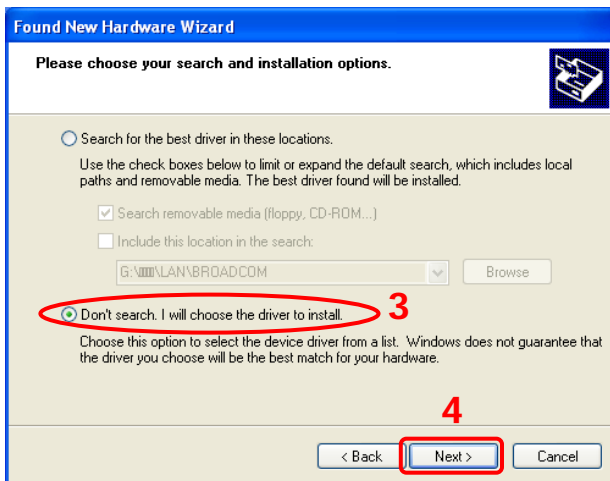 Found New Hardware Wizard
Please choose your search and installation options.
Search for the best driver in these locations.
Use the check boxes below to limit or expand the default search, which includes local
paths and removable media. The best driver found will be installed.
Search removable media (floppy, CD-ROM...)
Include this location in the search:
\LAN\BROADCOM
Browse
Don't search. I will choose the driver to install.
3
Choose this option to select the device driver from a list. Windows does not guarantee that
the driver you choose will be the best match for your hardware.
4
< Back
Next >
Cancel